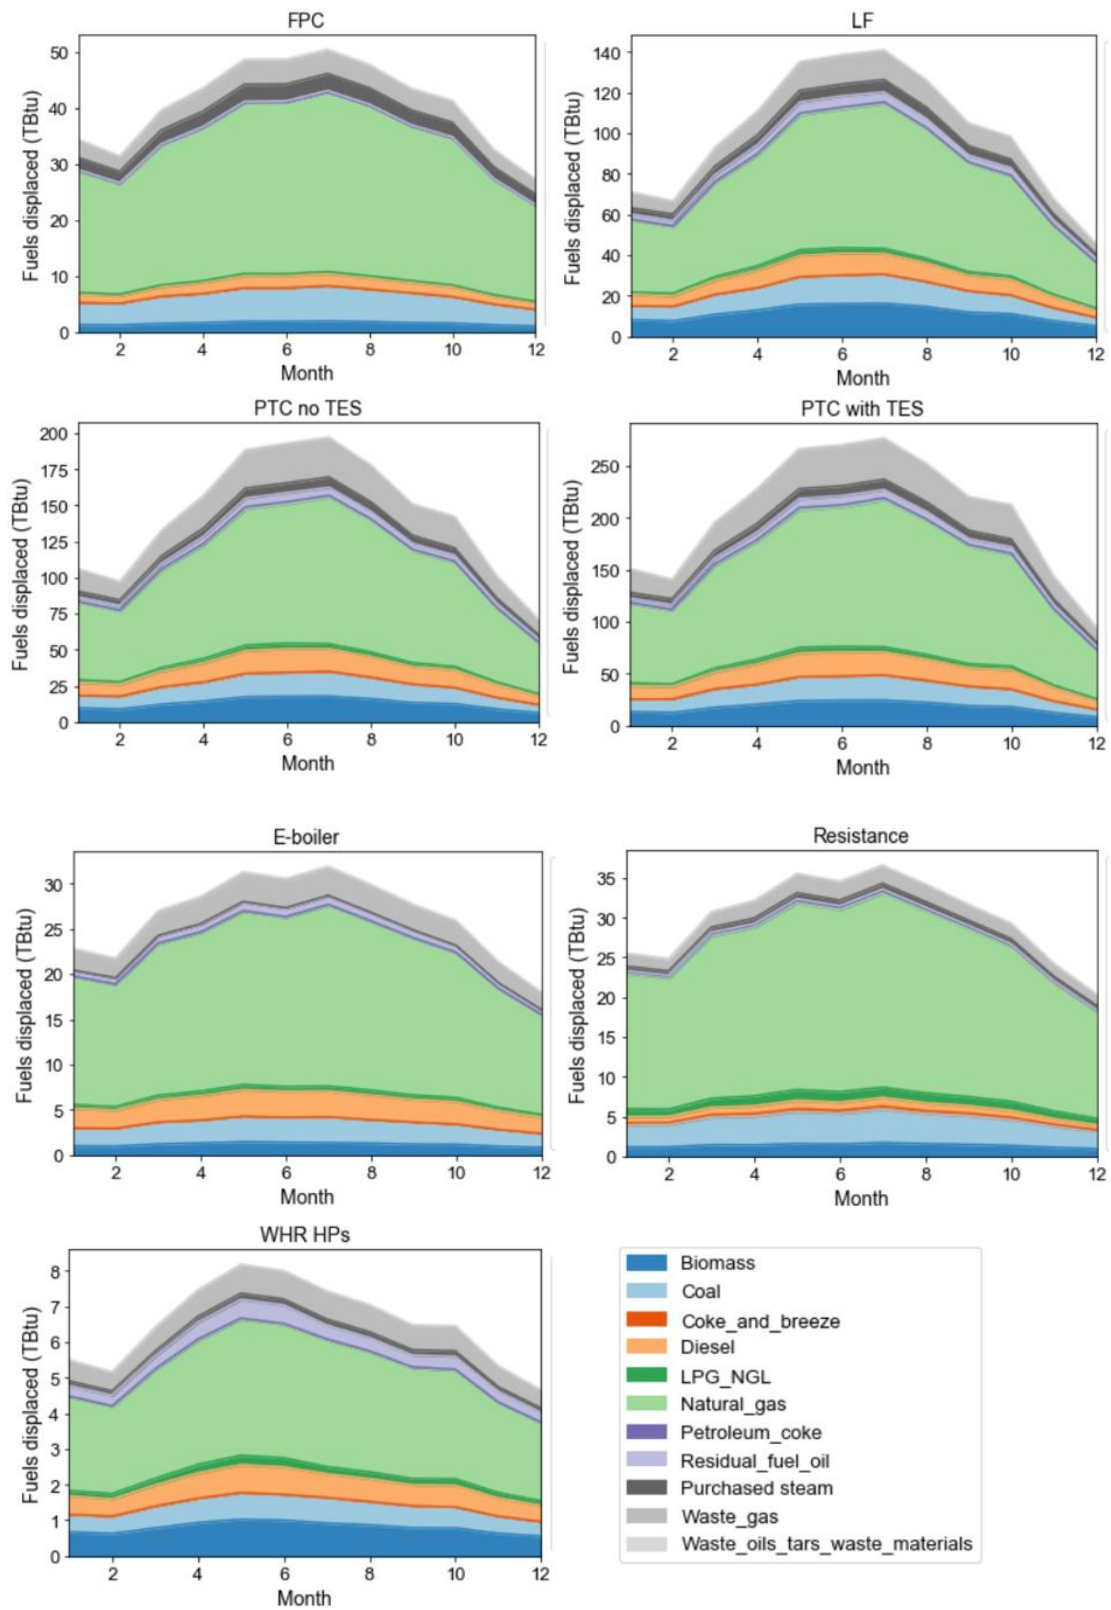 FPC
Fuels displaced (TBtu)
50
40
30
20
10
0
2 4 6 8 10 12
Month
LF
Fuels displaced (TBtu)
140
120
100
80
60
40
20
0
2 4 6 8 10 12
Month
PTC no TES
Fuels displaced (TBtu)
200
175
150
125
100
75
50
25
0
2 4 6 8 10 12
Month
PTC with TES
Fuels displaced (TBtu)
250
200
150
100
50
0
2 4 6 8 10 12
Month
E-boiler
Fuels displaced (TBtu)
30
25
20
15
10
5
0
2 4 6 8 10 12
Month
Resistance
Fuels displaced (TBtu)
35
30
25
20
15
10
5
0
2 4 6 8 10 12
Month
WHR HPs
Fuels displaced (TBtu)
8
7
6
5
4
3
2
1
0
2 4 6 8 10 12
Month
Biomass
Coal
Coke_and_breeze
Diesel
LPG_NGL
Natural_gas
Petroleum_coke
Residual_fuel_oil
Purchased steam
Waste_gas
Waste_oils_tars_waste_materials